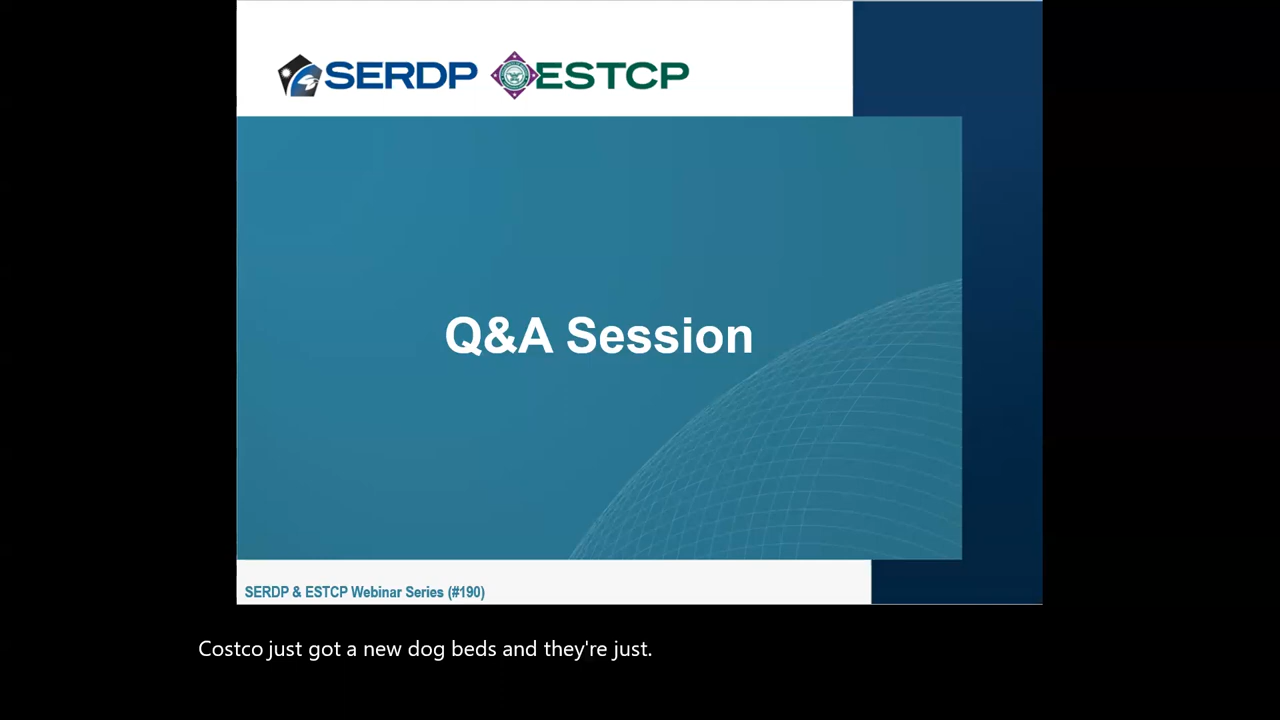 SERDP ESTCP
Q&A Session
SERDP & ESTCP Webinar Series (#190)
Costco just got a new dog beds and they're just.